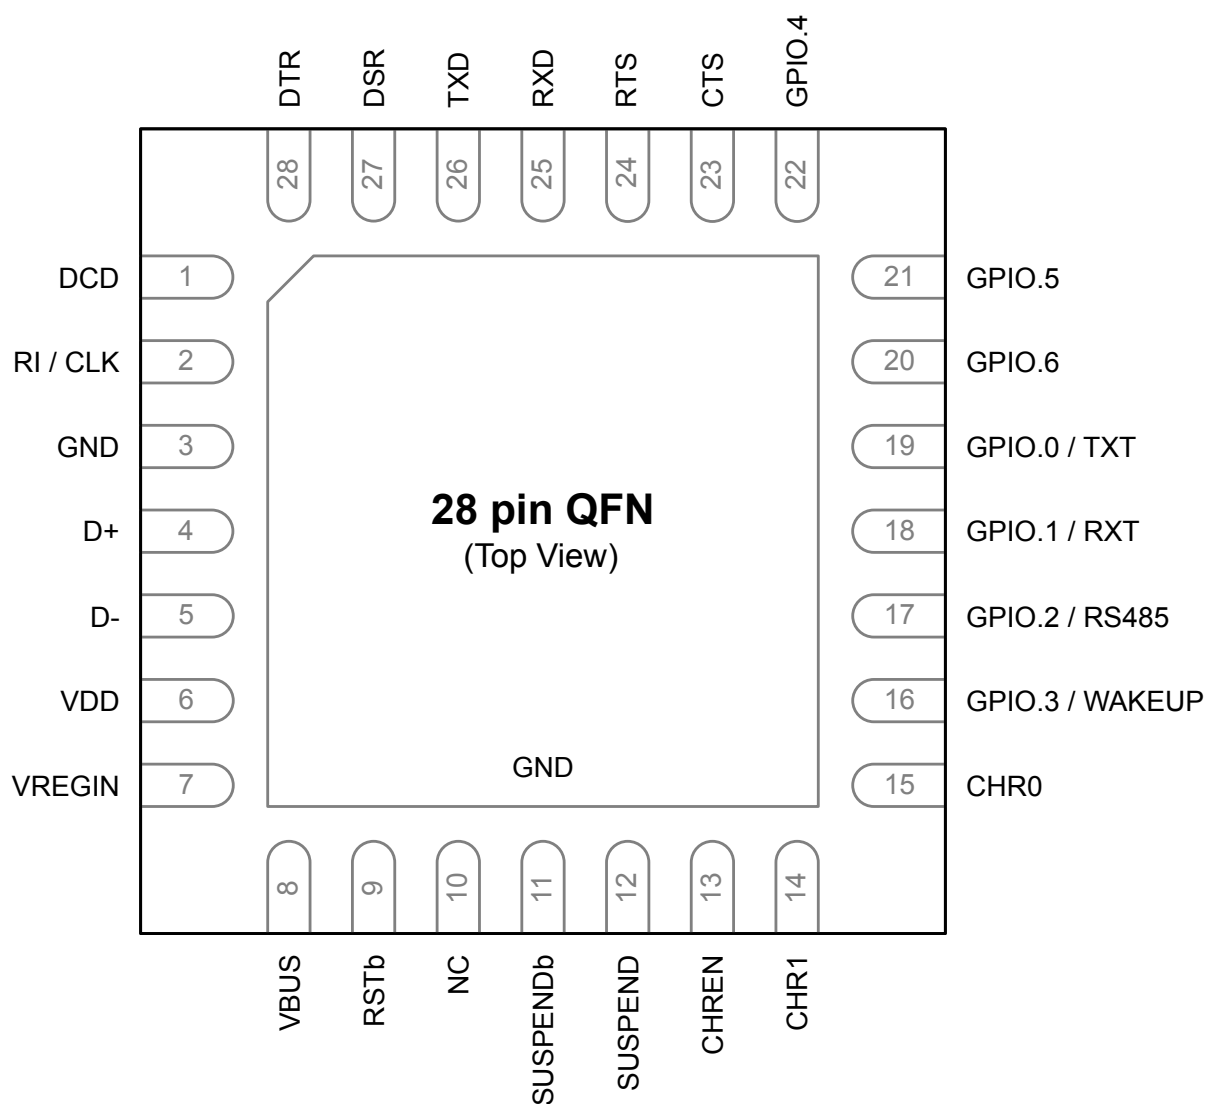 DTR
DSR
TXD
RXD
RTS
CTS
GPIO.4
28
27
26
25
24
23
22
DCD 1
21 GPIO.5
RI / CLK 2
20 GPIO.6
GND 3
19 GPIO.0 / TXT
D+ 4
18 GPIO.1 / RXT
28 pin QFN
(Top View)
D- 5
17 GPIO.2 / RS485
VDD 6
16 GPIO.3 / WAKEUP
GND
VREGIN 7
15 CHR0
8
9
10
11
12
13
14
VBUS
RSTb
NC
SUSPENDb
SUSPEND
CHREN
CHR1